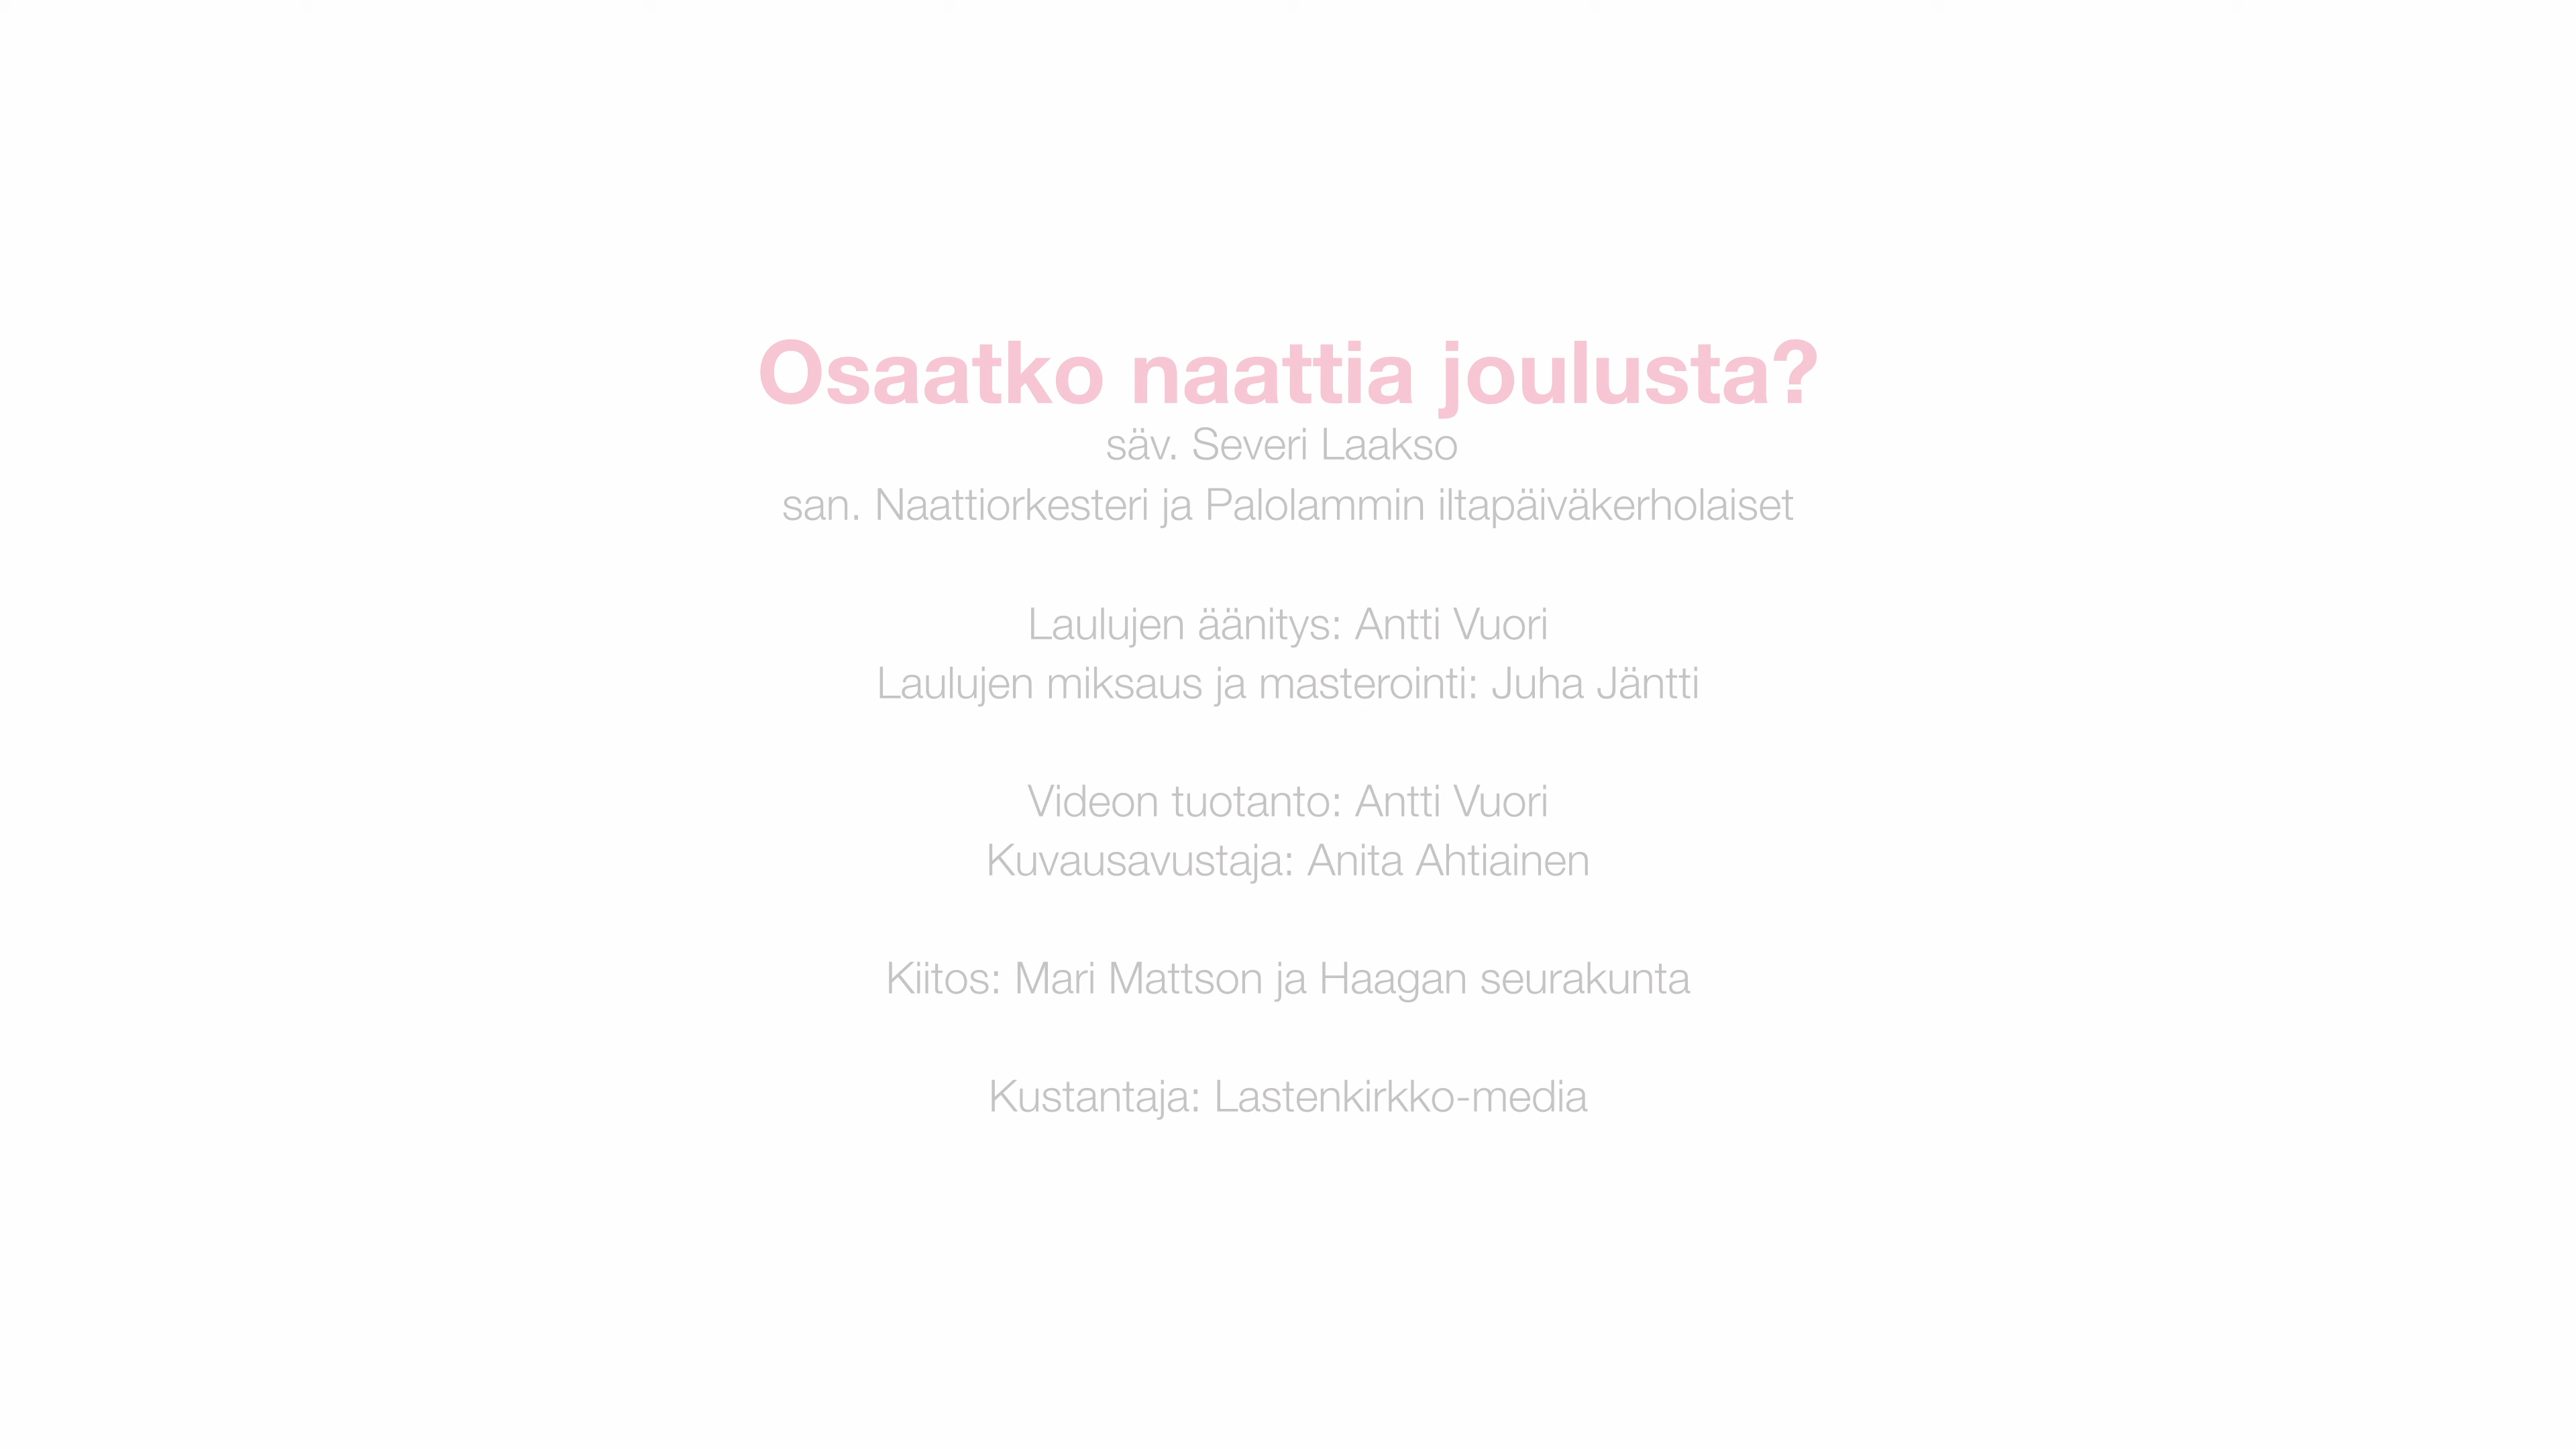 Osaatko naattia joulusta?
säv. Severi Laakso
san. Naattiorkesteri ja Palolammin iltapäiväkerholaiset
Laulujen äänitys: Antti Vuori
Laulujen miksaus ja masterointi: Juha Jäntti
Videon tuotanto: Antti Vuori
Kuvausavustaja: Anita Ahtiainen
Kiitos: Mari Mattson ja Haagan seurakunta
Kustantaja: Lastenkirkko-media